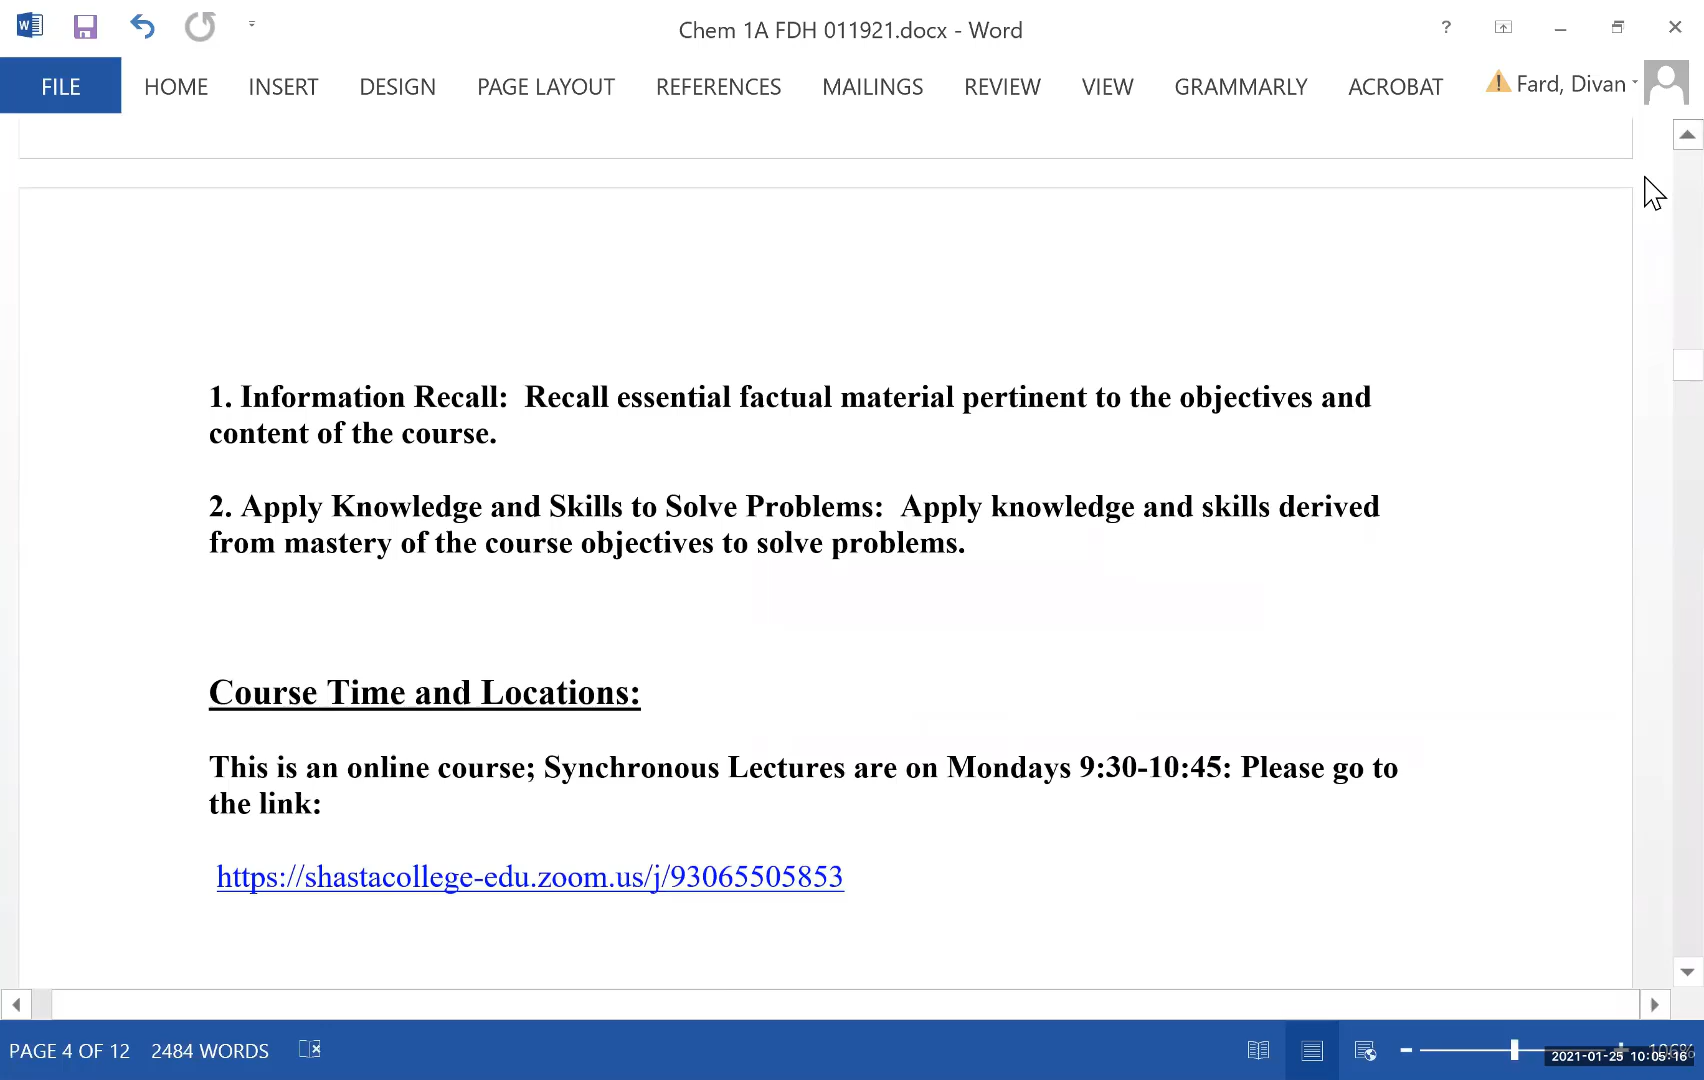 Chem 1A FDH 011921.docx - Word
?
FILE HOME INSERT DESIGN PAGE LAYOUT REFERENCES MAILINGS REVIEW VIEW GRAMMARLY ACROBAT Fard, Divan
1. Information Recall:  Recall essential factual material pertinent to the objectives and
content of the course.
2. Apply Knowledge and Skills to Solve Problems:  Apply knowledge and skills derived
from mastery of the course objectives to solve problems.
Course Time and Locations:
This is an online course; Synchronous Lectures are on Mondays 9:30-10:45: Please go to
the link:
https://shastacollege-edu.zoom.us/j/93065505853
PAGE 4 OF 12 2484 WORDS
2021-01-25 10:05:16